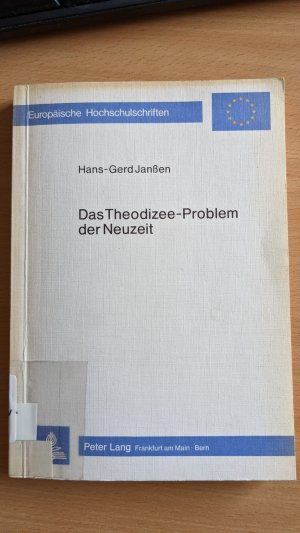 Europäische Hochschulschriften
Hans-Gerd Janßen
Das Theodizee-Problem
der Neuzeit
Peter Lang Frankfurt am Main · Bern